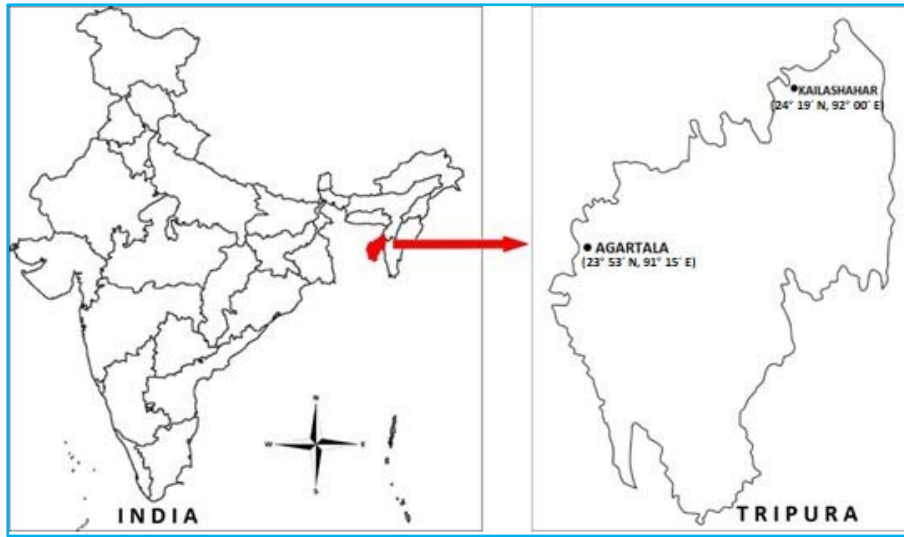 N
W E
S
INDIA
KAILASHAHAR
(24° 19´ N, 92° 00´ E)
AGARTALA
(23° 53´ N, 91° 15´ E)
TRIPURA